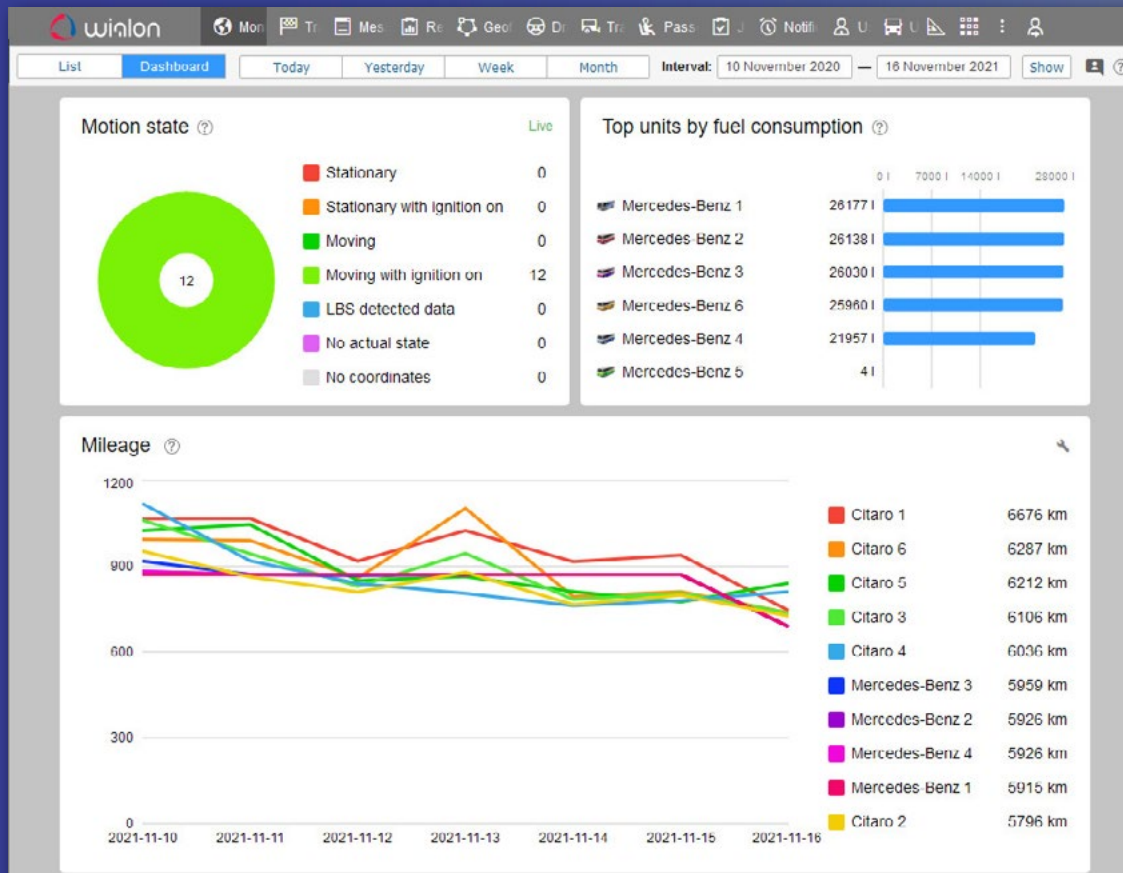 wialon Mon Tr Mes Re Geof Dr Tra Pass J Notifi U U
List Dashboard Today Yesterday Week Month Interval: 10 November 2020 — 16 November 2021 Show ?
Motion state ? Live
12
Stationary 0
Stationary with ignition on 0
Moving 0
Moving with ignition on 12
LBS detected data 0
No actual state 0
No coordinates 0
Top units by fuel consumption ?
0 l 7000 l 14000 l 28000 l
Mercedes-Benz 1 26177 l
Mercedes-Benz 2 26138 l
Mercedes-Benz 3 26030 l
Mercedes-Benz 6 25960 l
Mercedes-Benz 4 21957 l
Mercedes-Benz 5 4 l
Mileage ?
1200
900
600
300
0
2021-11-10 2021-11-11 2021-11-12 2021-11-13 2021-11-14 2021-11-15 2021-11-16
Citaro 1 6676 km
Citaro 6 6287 km
Citaro 5 6212 km
Citaro 3 6106 km
Citaro 4 6036 km
Mercedes-Benz 3 5959 km
Mercedes-Benz 2 5926 km
Mercedes-Benz 4 5926 km
Mercedes-Benz 1 5915 km
Citaro 2 5796 km